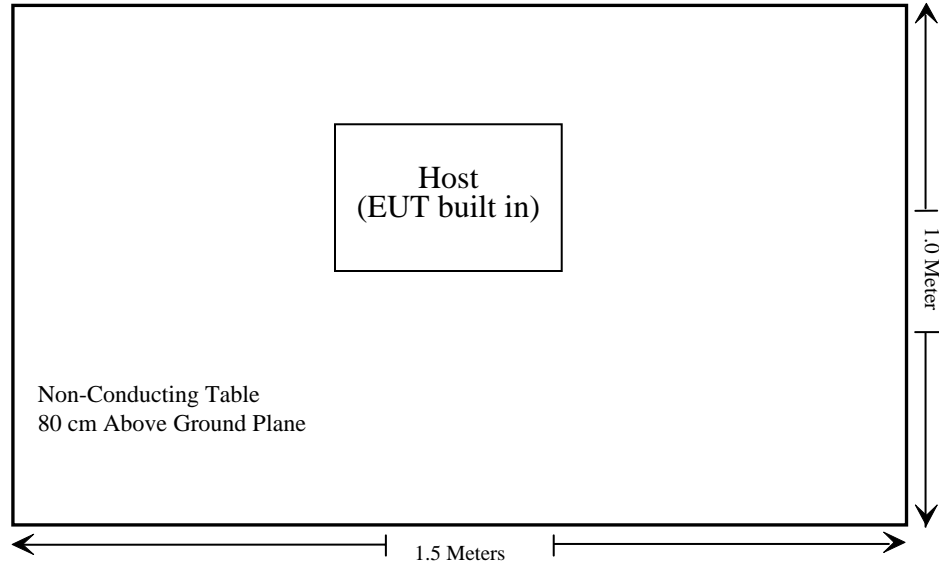 Host
(EUT built in)
1.0 Meter
Non-Conducting Table
80 cm Above Ground Plane
1.5 Meters